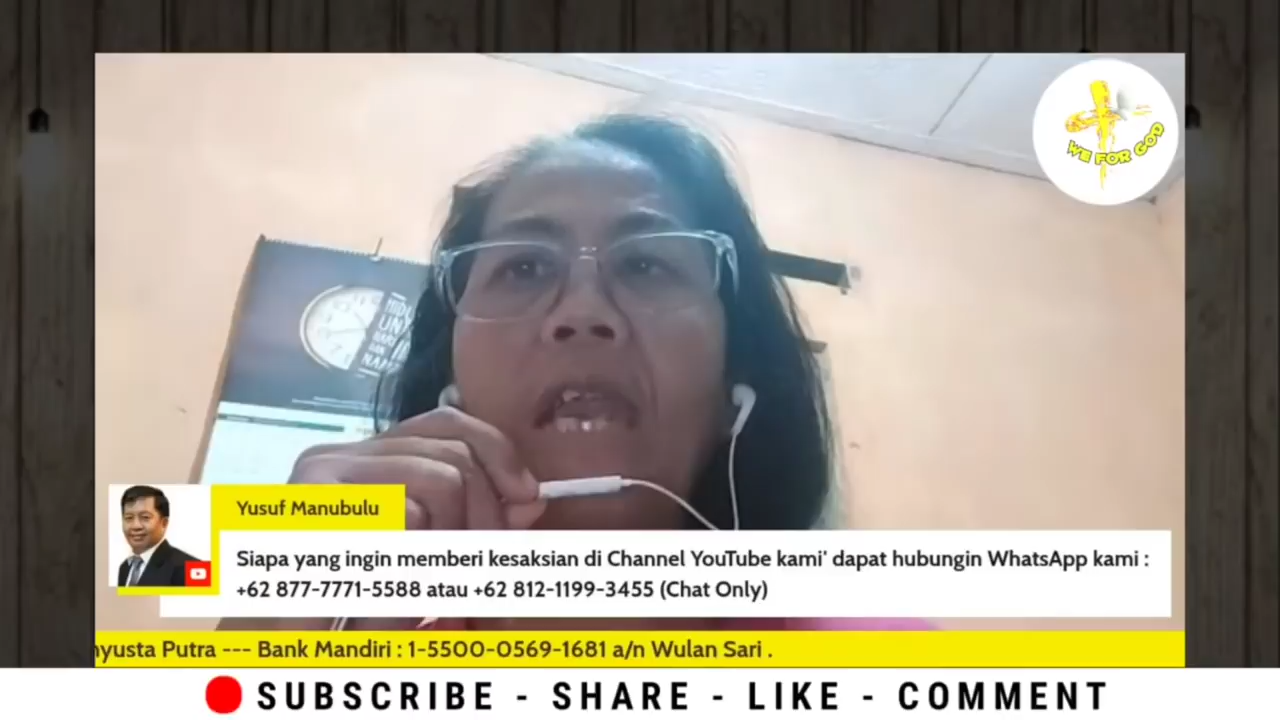 WE FOR GOD
Yusuf Manubulu
Siapa yang ingin memberi kesaksian di Channel YouTube kami' dapat hubungin WhatsApp kami :
+62 877-7771-5588 atau +62 812-1199-3455 (Chat Only)
Putra --- Bank Mandiri : 1-5500-0569-1681 a/n Wulan Sari .
SUBSCRIBE - SHARE - LIKE - COMMENT